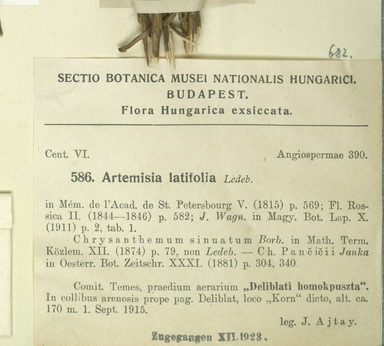 682.
SECTIO BOTANICA MUSEI NATIONALIS HUNGARICI.
BUDAPEST.
Flora Hungarica exsiccata.
Cent. VI. Angiospermae 390.
586. Artemisia latifolia Ledeb.
in Mém. de l'Acad. de St. Petersbourg V. (1815) p. 569; Fl. Ros-
sica II. (1844—1846) p. 582; J. Wagn. in Magy. Bot. Lap. X.
(1911) p. 2, tab. 1.
Chrysanthemum sinuatum Borb. in Math. Term.
Közlem. XII. (1874) p. 79, non Ledeb. — Ch. Pančičii Janka
in Oesterr. Bot. Zeitschr. XXXI. (1881) p. 304, 340.
Comit. Temes, praedium aerarium „Deliblati homokpuszta".
In collibus arenosis prope pag. Deliblat, loco „Korn" dicto, alt. ca.
170 m. 1. Sept. 1915.
leg. J. Ajtay.
Zugegangen XII.1923.